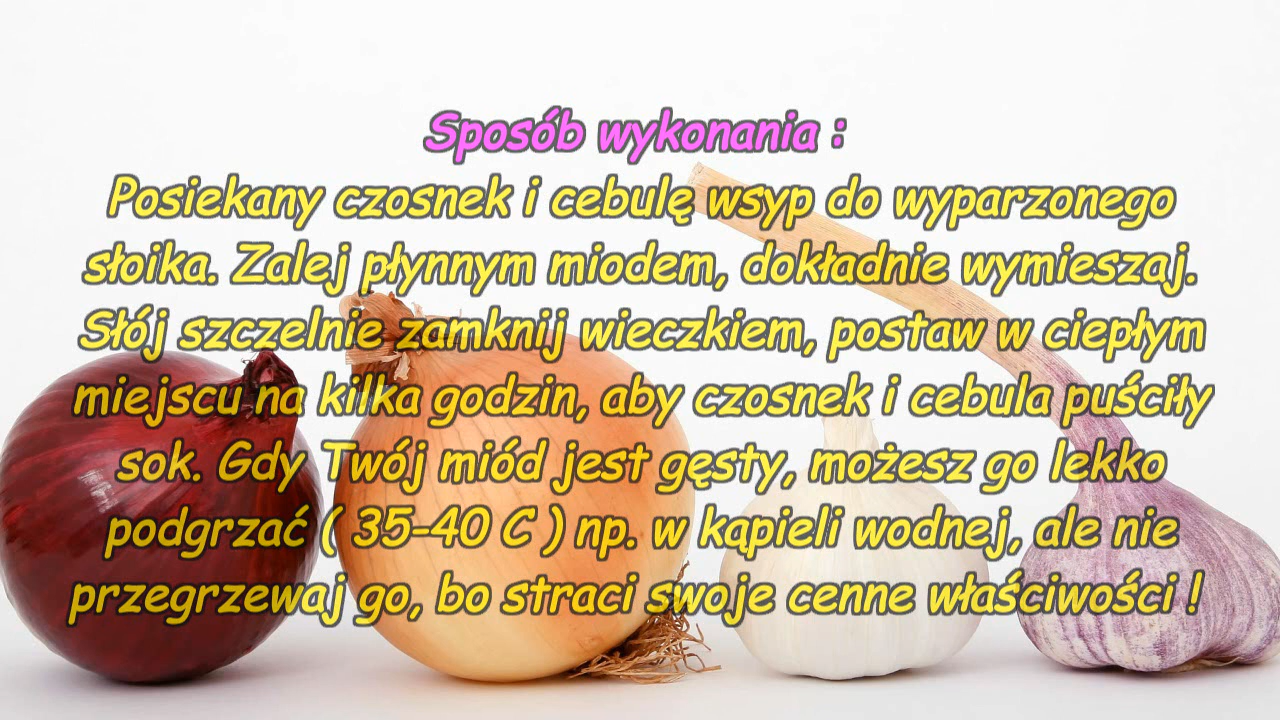 Sposób wykonania :
Posiekany czosnek i cebulę wsyp do wyparzonego
słoika. Zalej płynnym miodem, dokładnie wymieszaj.
Słój szczelnie zamknij wieczkiem, postaw w ciepłym
miejscu na kilka godzin, aby czosnek i cebula puściły
sok. Gdy Twój miód jest gęsty, możesz go lekko
podgrzać ( 35-40 C ) np. w kąpieli wodnej, ale nie
przegrzewaj go, bo straci swoje cenne właściwości !